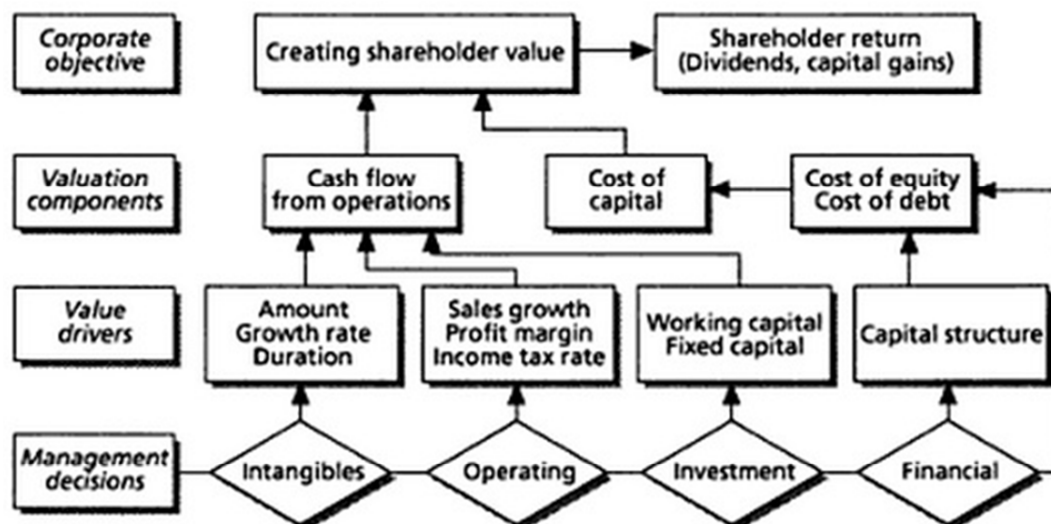 Corporate
objective
Creating shareholder value
Shareholder return
(Dividends, capital gains)
Valuation
components
Cash flow
from operations
Cost of
capital
Cost of equity
Cost of debt
Value
drivers
Amount
Growth rate
Duration
Sales growth
Profit margin
Income tax rate
Working capital
Fixed capital
Capital structure
Management
decisions
Intangibles
Operating
Investment
Financial